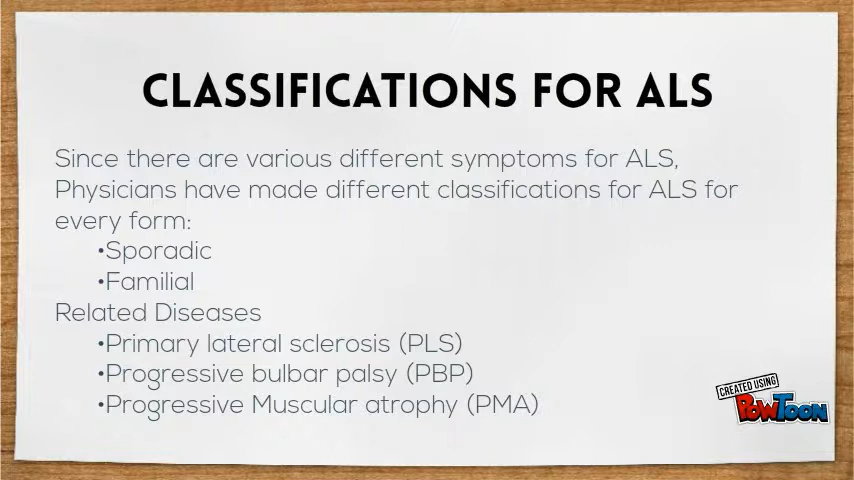 CLASSIFICATIONS FOR ALS
Since there are various different symptoms for ALS,
Physicians have made different classifications for ALS for
every form:
•Sporadic
•Familial
Related Diseases
•Primary lateral sclerosis (PLS)
•Progressive bulbar palsy (PBP)
•Progressive Muscular atrophy (PMA)
CREATED USING
POWTOON